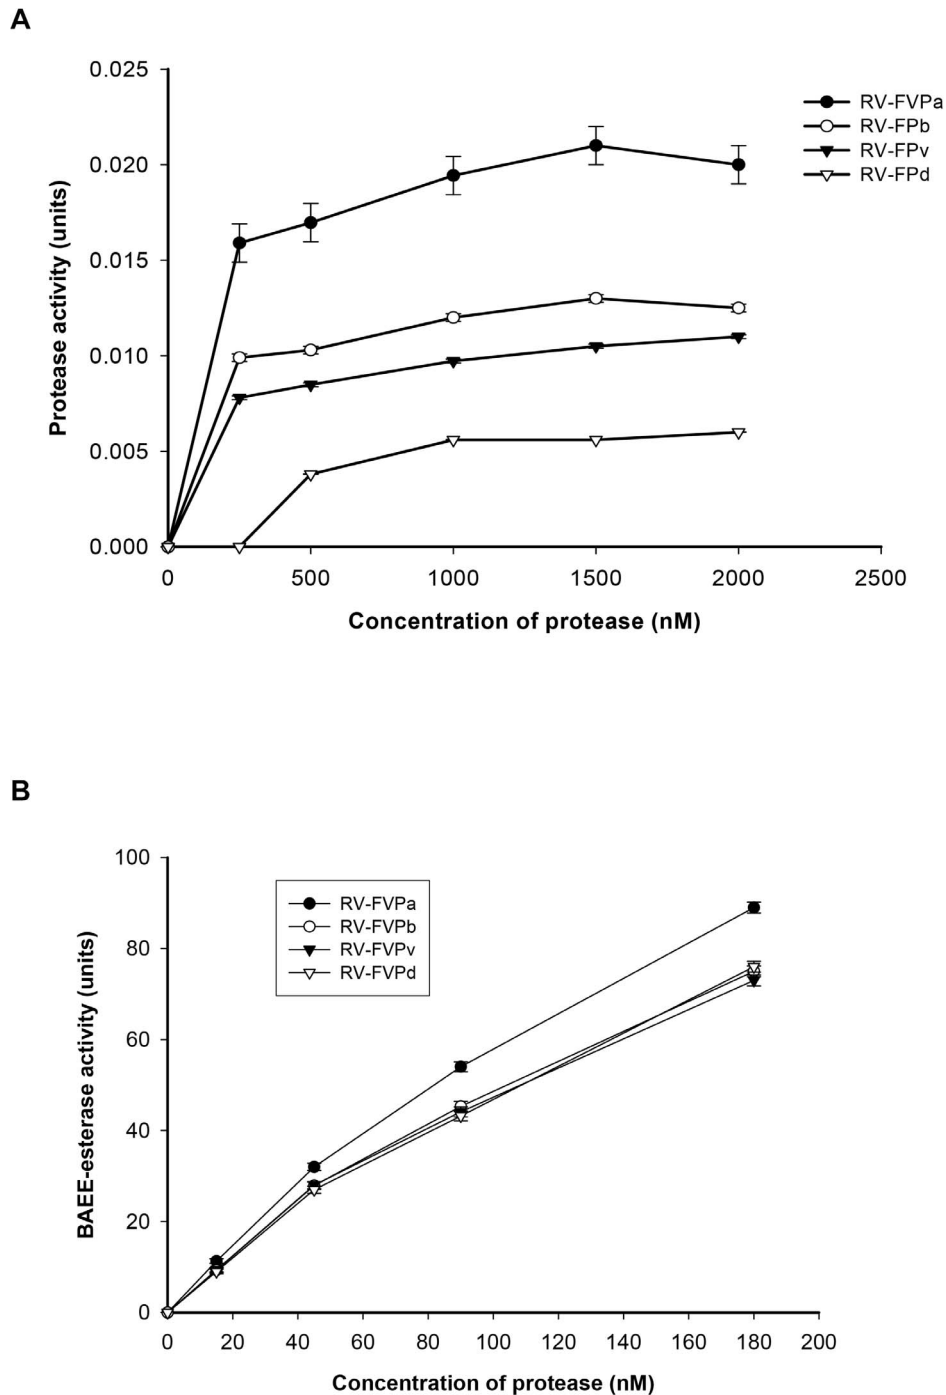 A
0.025
0.020
0.015
0.010
0.005
0.000
Protease activity (units)
RV-FVPa
RV-FPb
RV-FPv
RV-FPd
0 500 1000 1500 2000 2500
Concentration of protease (nM)
B
100
80
60
40
20
0
BAEE-esterase activity (units)
RV-FVPa
RV-FVPb
RV-FVPv
RV-FVPd
0 20 40 60 80 100 120 140 160 180 200
Concentration of protease (nM)